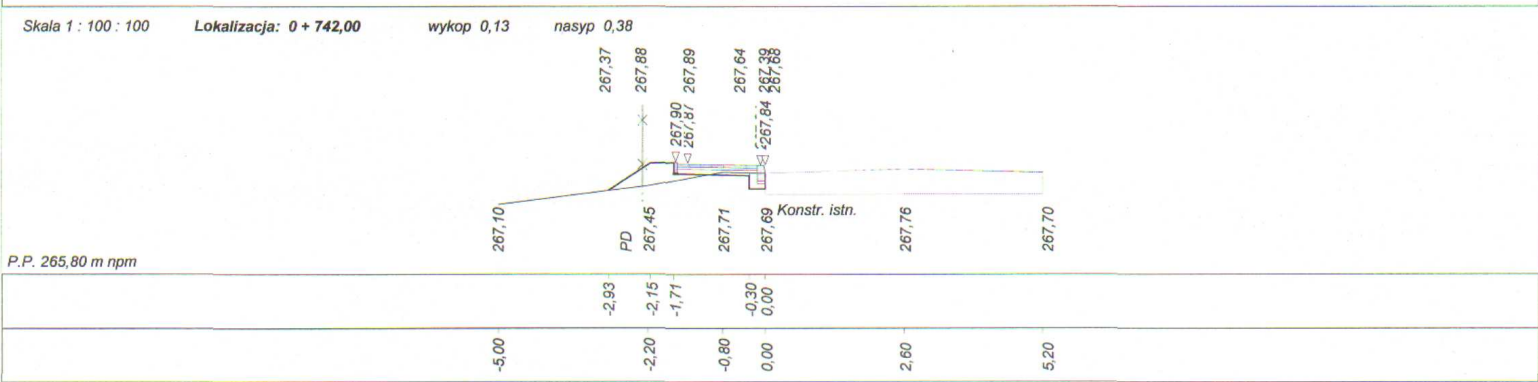 Skala 1 : 100 : 100 Lokalizacja: 0 + 742,00 wykop 0,13 nasyp 0,38
267,37 267,88 267,89 267,64 267,39 267,68
267,90 267,87 267,84
267,10 PD 267,45 267,71 267,69 Konstr. istn. 267,76 267,70
P.P. 265,80 m npm
-2,93 -2,15 -1,71 -0,30 0,00
-5,00 -2,20 -0,80 0,00 2,60 5,20